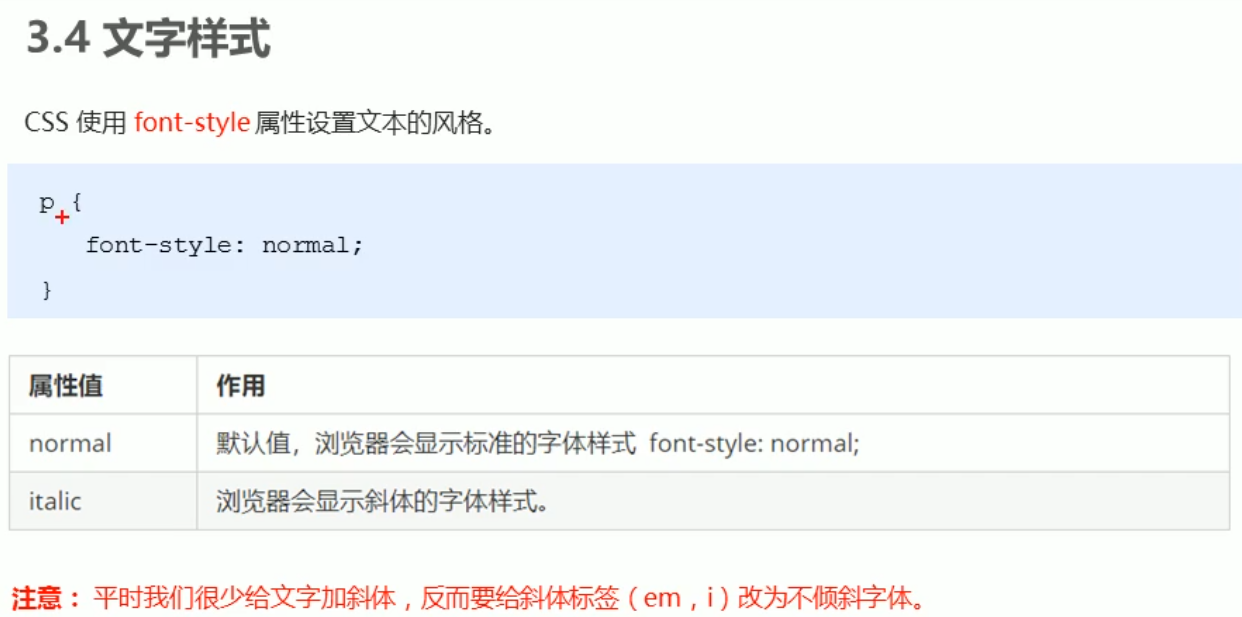 3.4 文字样式
CSS 使用 font-style 属性设置文本的风格。
p {
font-style: normal;
}
属性值 作用
normal 默认值，浏览器会显示标准的字体样式 font-style: normal;
italic 浏览器会显示斜体的字体样式。
注意： 平时我们很少给文字加斜体，反而要给斜体标签（em，i）改为不倾斜字体。